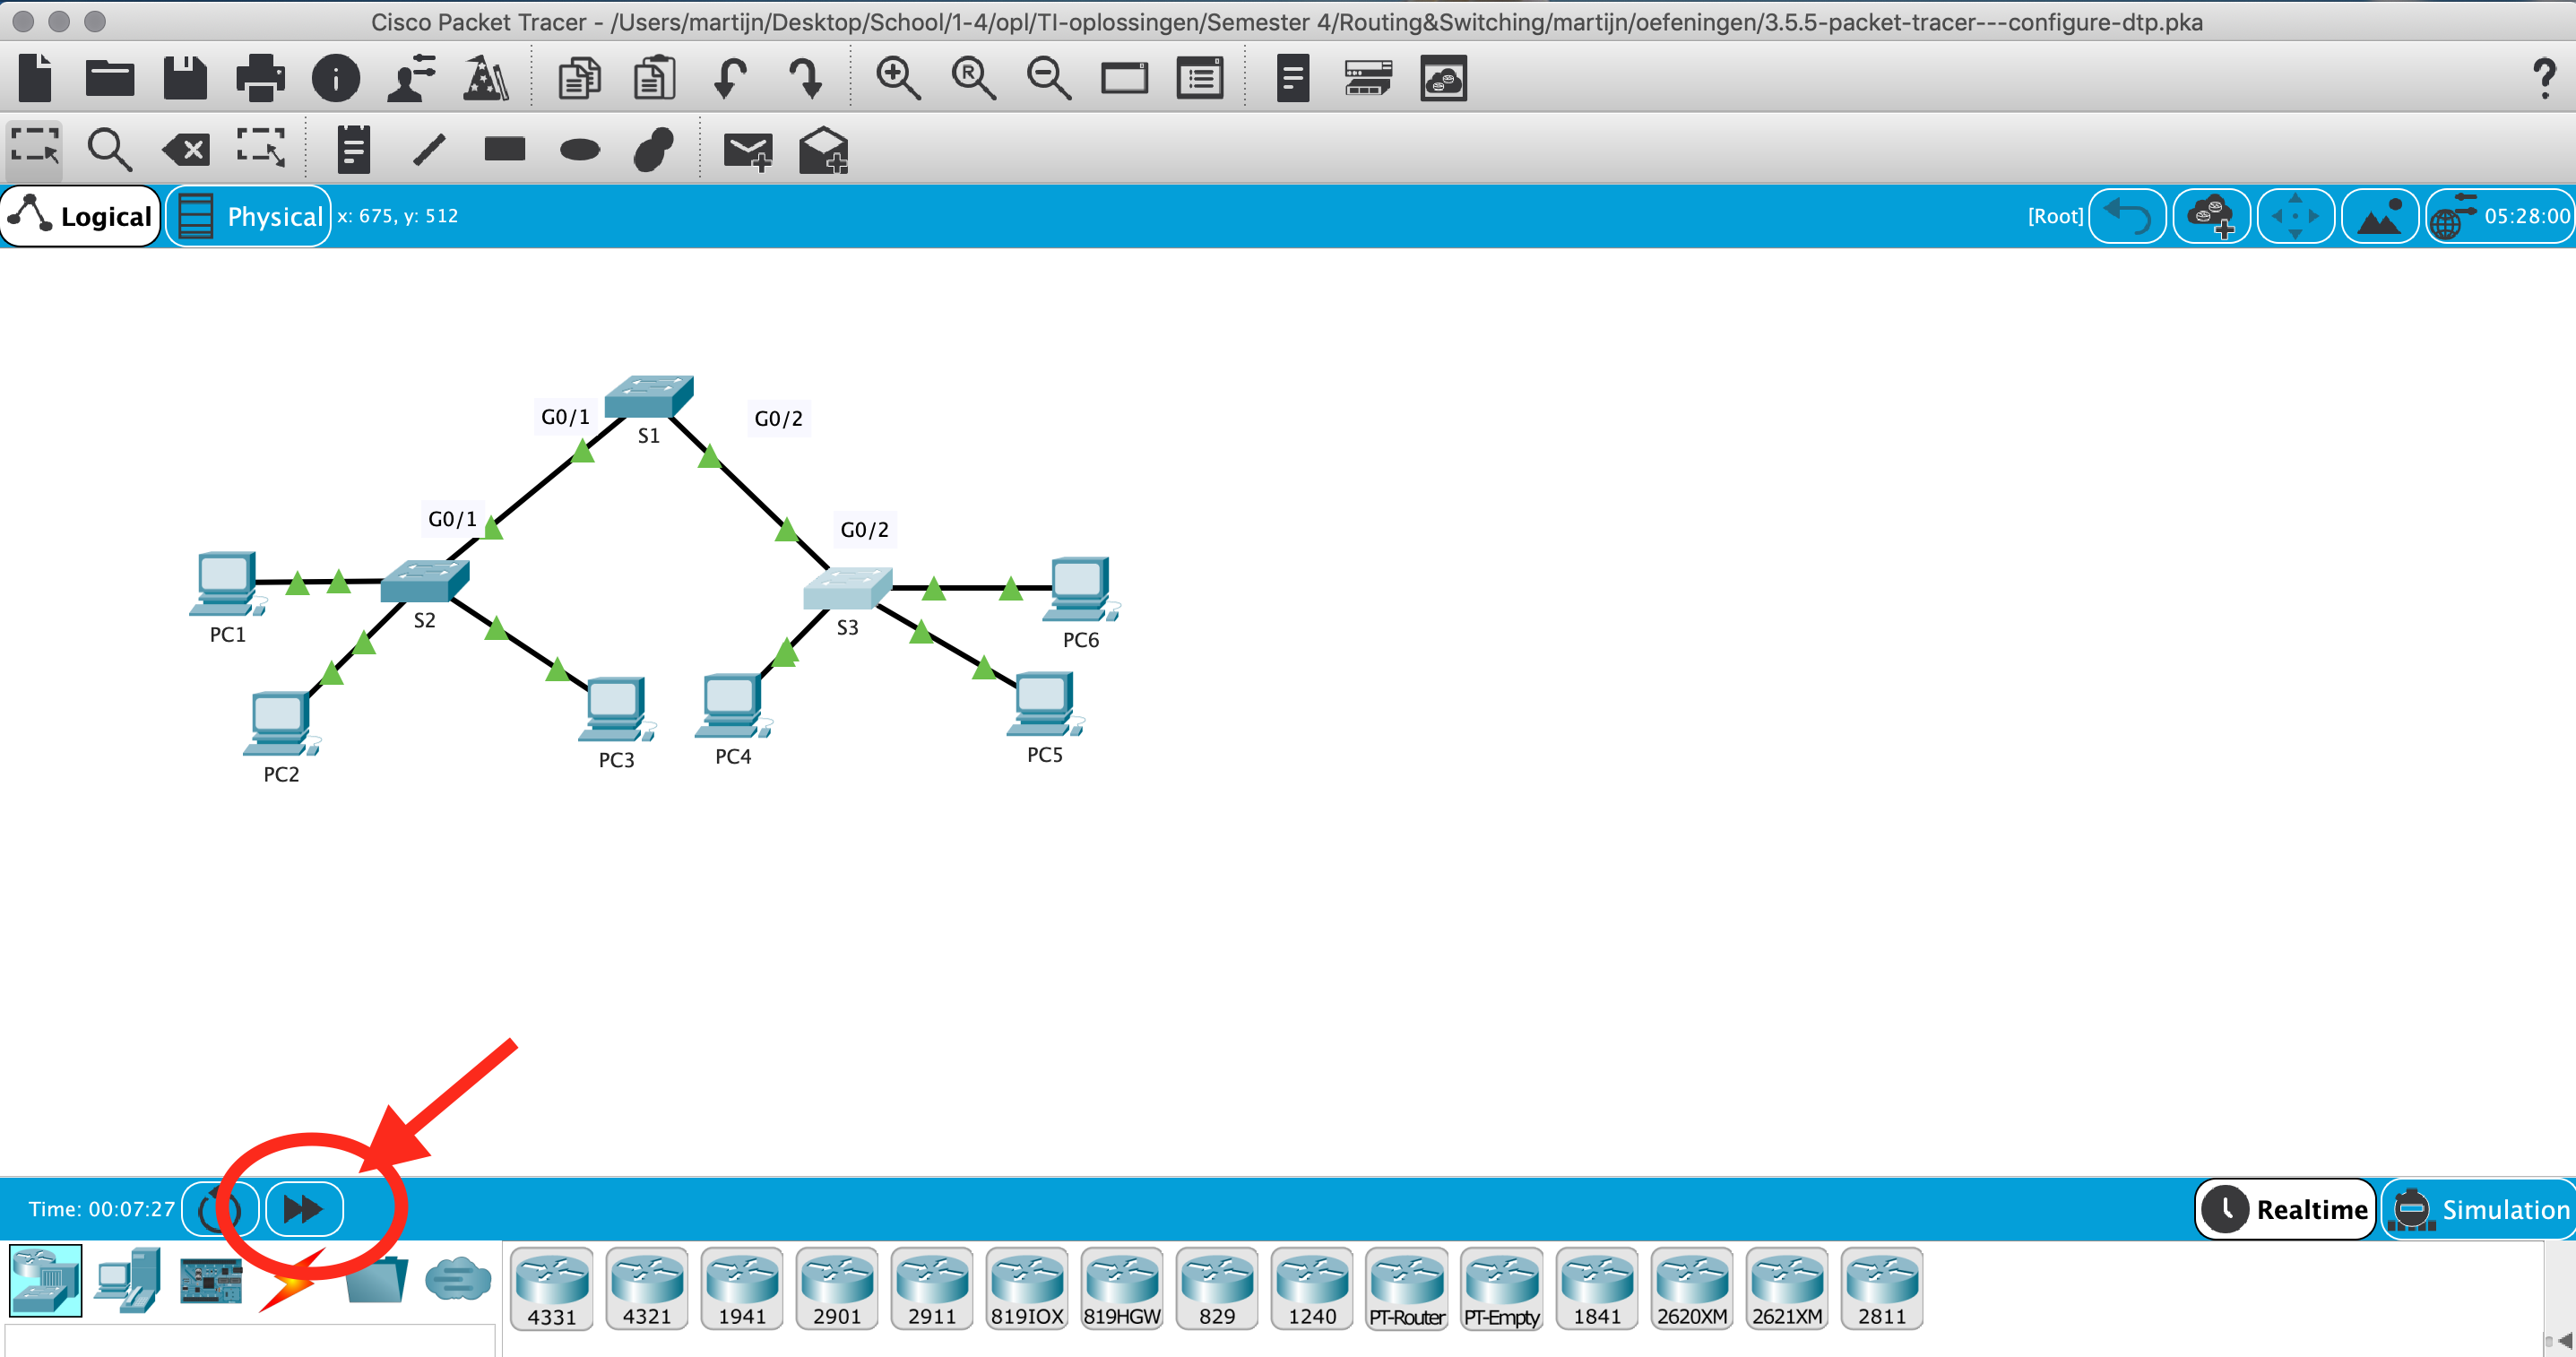 Cisco Packet Tracer - /Users/martijn/Desktop/School/1-4/opl/TI-oplossingen/Semester 4/Routing&Switching/martijn/oefeningen/3.5.5-packet-tracer---configure-dtp.pka
Logical
Physical
x: 675, y: 512
[Root]
05:28:00
G0/1
G0/2
S1
G0/1
G0/2
S2
S3
PC1
PC6
PC2
PC3
PC4
PC5
Time: 00:07:27
Realtime
Simulation
4331
4321
1941
2901
2911
819IOX
819HGW
829
1240
PT-Router
PT-Empty
1841
2620XM
2621XM
2811